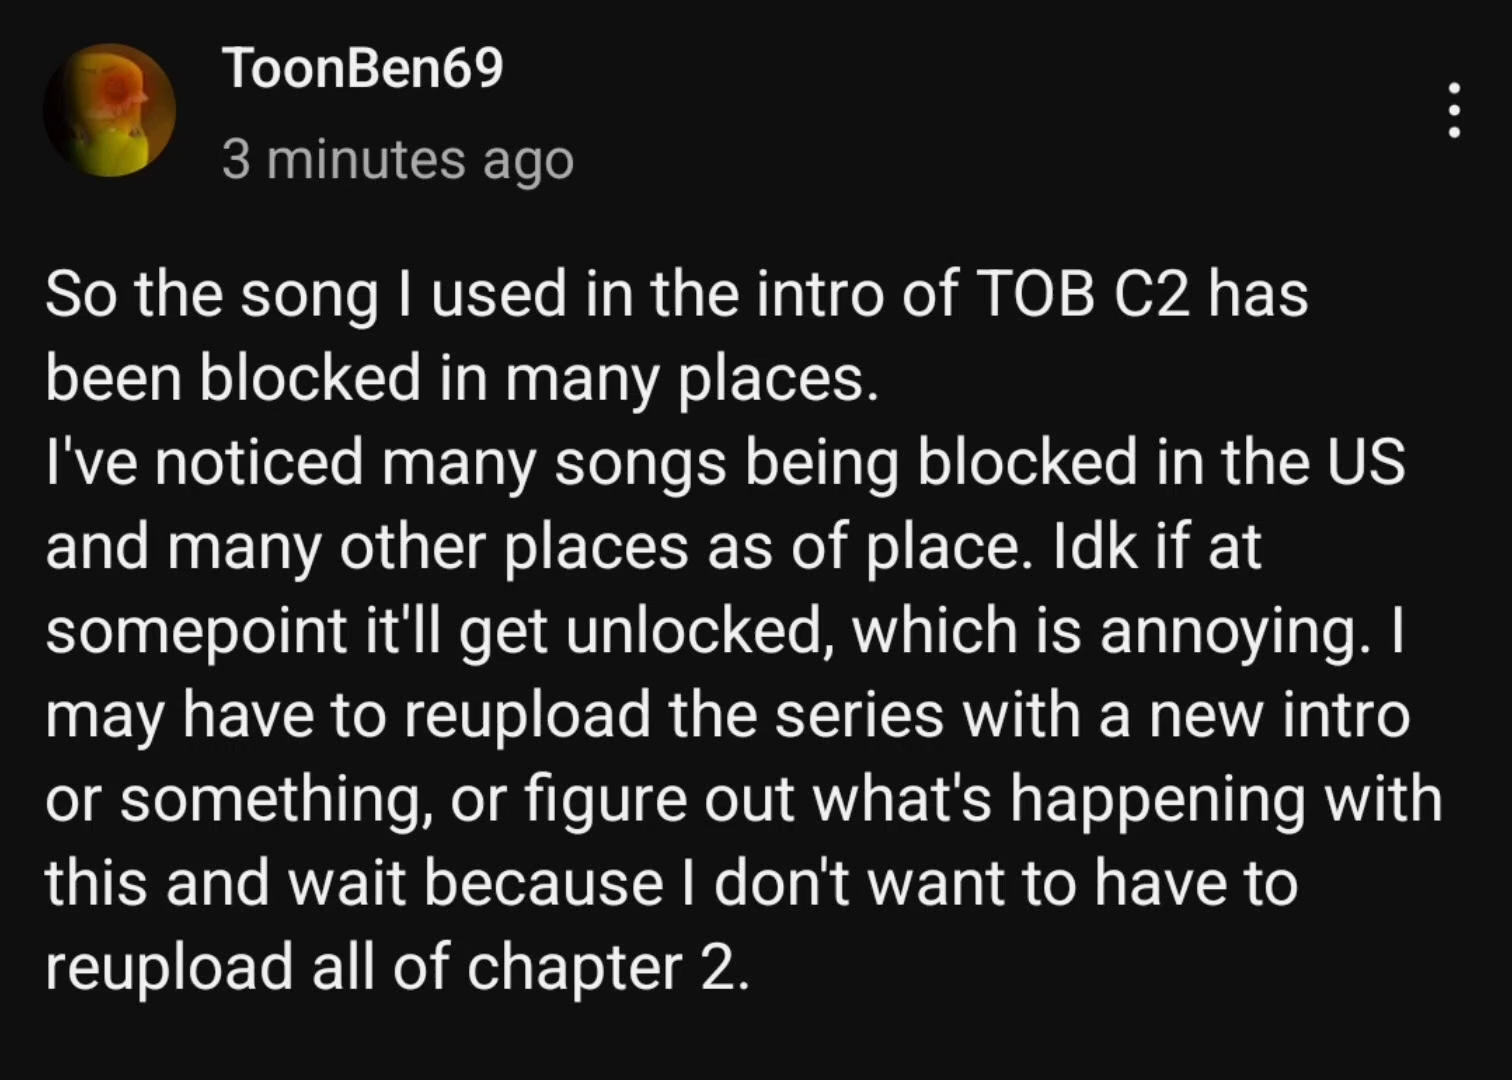 ToonBen69
3 minutes ago
So the song I used in the intro of TOB C2 has
been blocked in many places.
I've noticed many songs being blocked in the US
and many other places as of place. Idk if at
somepoint it'll get unlocked, which is annoying. I
may have to reupload the series with a new intro
or something, or figure out what's happening with
this and wait because I don't want to have to
reupload all of chapter 2.